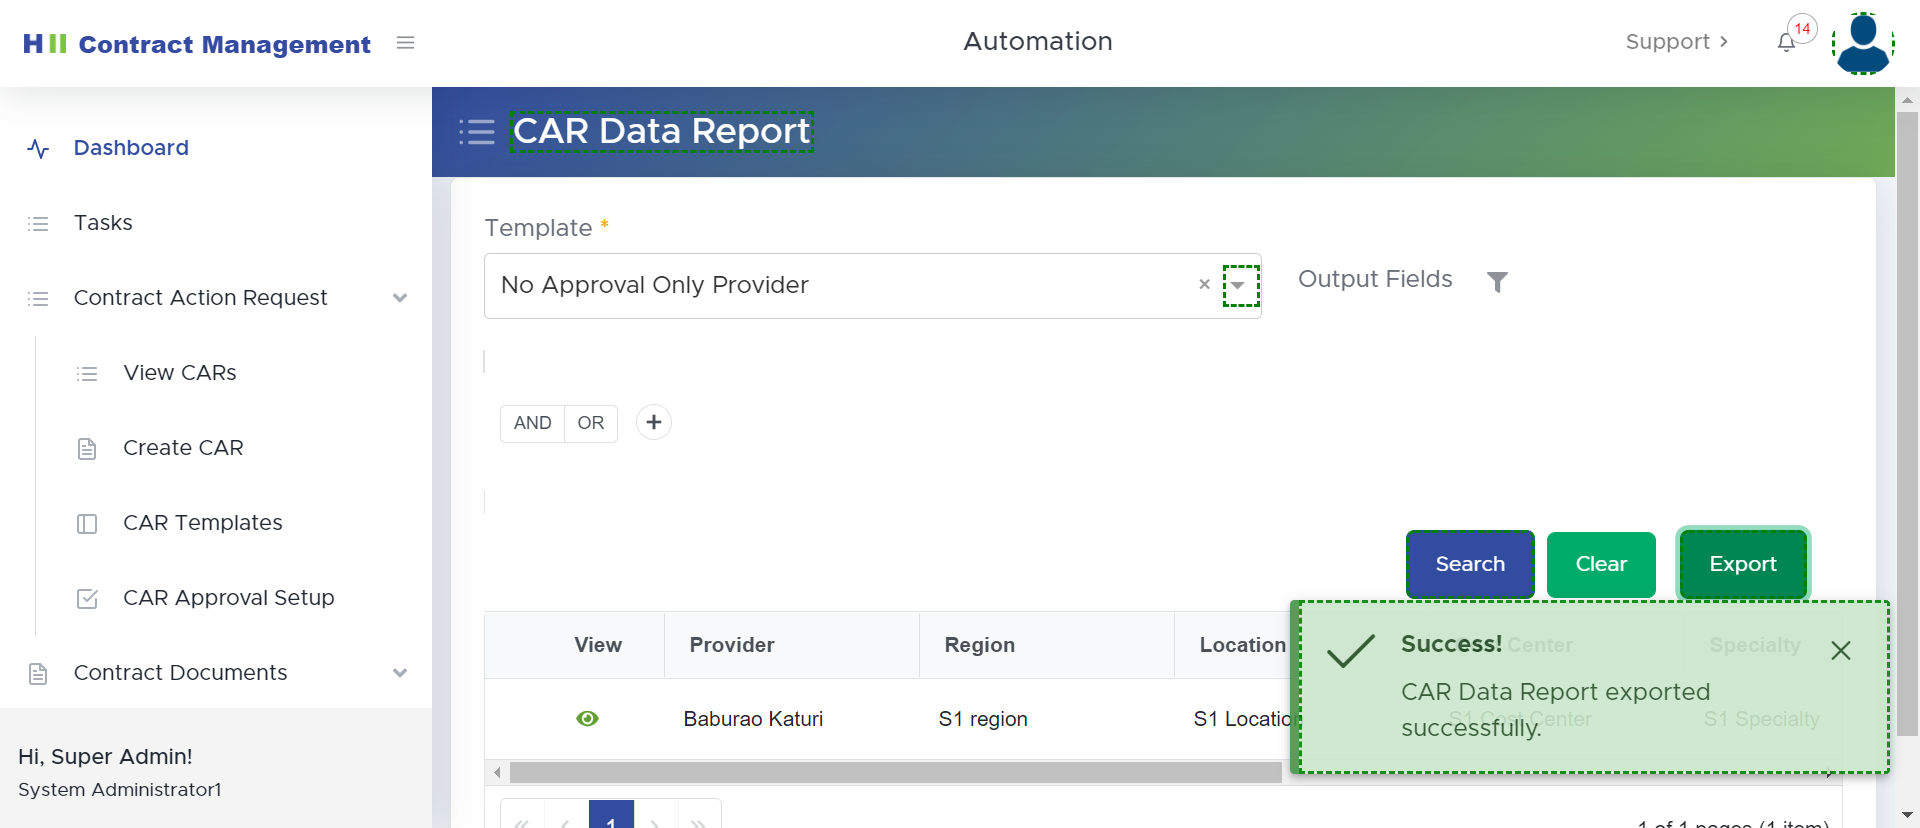 HII Contract Management
Automation
Support
14
Dashboard
Tasks
Contract Action Request
View CARs
Create CAR
CAR Templates
CAR Approval Setup
Contract Documents
Hi, Super Admin!
System Administrator1
CAR Data Report
Template *
No Approval Only Provider
×
Output Fields
AND OR +
Search Clear Export
View Provider Region Location Center Specialty
Baburao Katuri S1 region S1 Location S1 Cost Center S1 Specialty
Success!
CAR Data Report exported
successfully.
« ‹ 1 › »
1 of 1 pages (1 item)